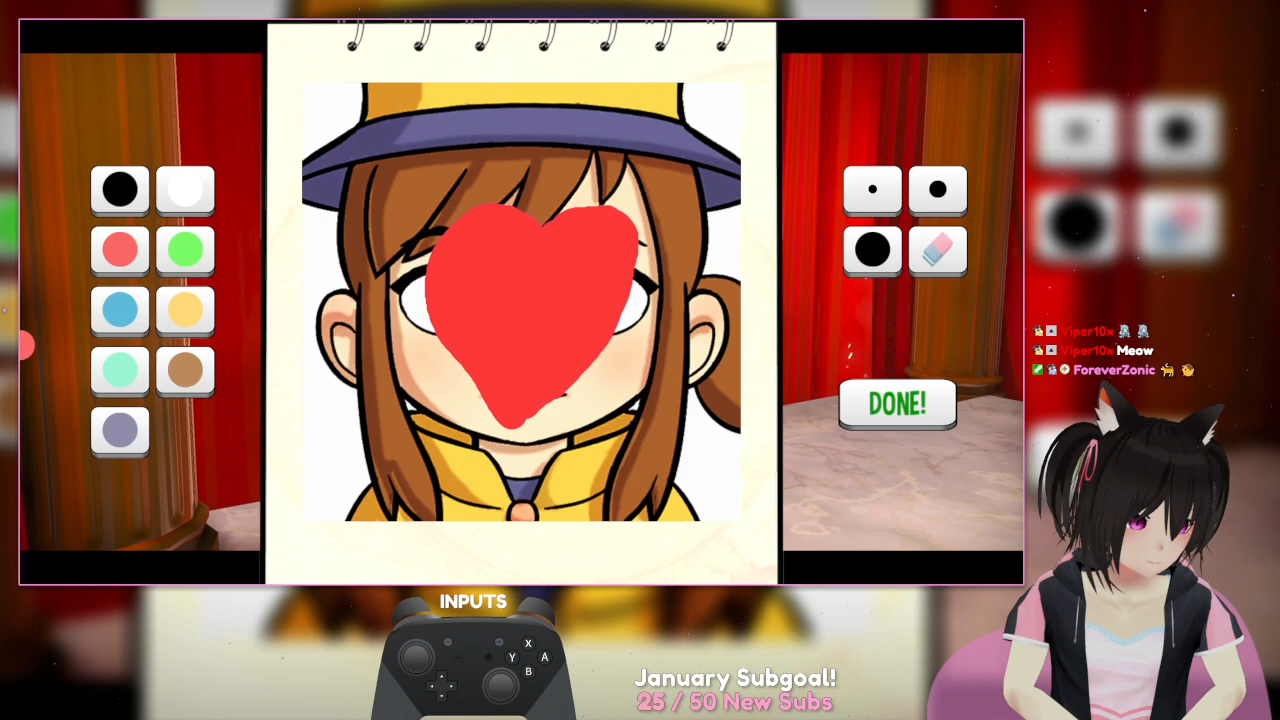 DONE!
Viper10x
Viper10x Meow
ForeverZonic
INPUTS
X
Y A
B
January Subgoal!
25 / 50 New Subs